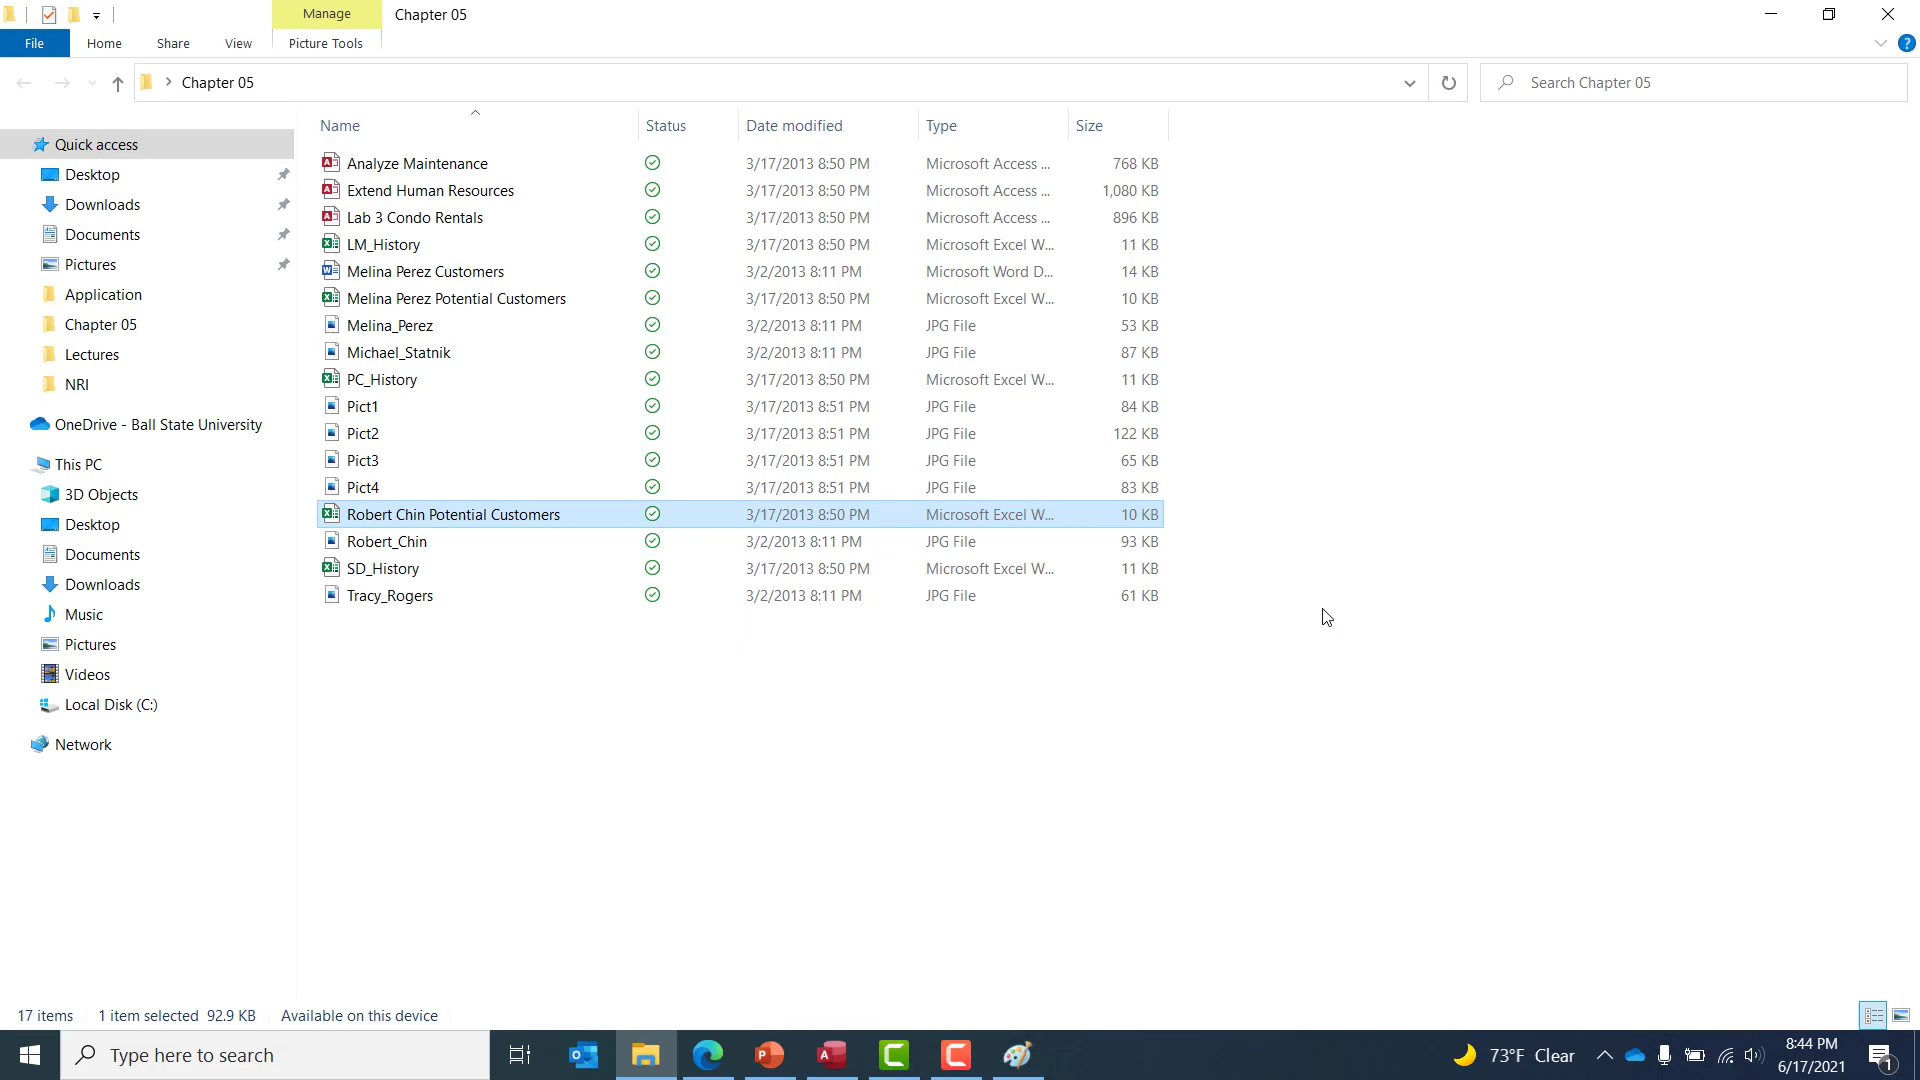 Manage
Chapter 05
File
Home
Share
View
Picture Tools
Chapter 05
Search Chapter 05
Name
Status
Date modified
Type
Size
Quick access
Desktop
Downloads
Documents
Pictures
Application
Chapter 05
Lectures
NRI
OneDrive - Ball State University
This PC
3D Objects
Desktop
Documents
Downloads
Music
Pictures
Videos
Local Disk (C:)
Network
Analyze Maintenance 3/17/2013 8:50 PM Microsoft Access ... 768 KB
Extend Human Resources 3/17/2013 8:50 PM Microsoft Access ... 1,080 KB
Lab 3 Condo Rentals 3/17/2013 8:50 PM Microsoft Access ... 896 KB
LM_History 3/17/2013 8:50 PM Microsoft Excel W... 11 KB
Melina Perez Customers 3/2/2013 8:11 PM Microsoft Word D... 14 KB
Melina Perez Potential Customers 3/17/2013 8:50 PM Microsoft Excel W... 10 KB
Melina_Perez 3/2/2013 8:11 PM JPG File 53 KB
Michael_Statnik 3/2/2013 8:11 PM JPG File 87 KB
PC_History 3/17/2013 8:50 PM Microsoft Excel W... 11 KB
Pict1 3/17/2013 8:51 PM JPG File 84 KB
Pict2 3/17/2013 8:51 PM JPG File 122 KB
Pict3 3/17/2013 8:51 PM JPG File 65 KB
Pict4 3/17/2013 8:51 PM JPG File 83 KB
Robert Chin Potential Customers 3/17/2013 8:50 PM Microsoft Excel W... 10 KB
Robert_Chin 3/2/2013 8:11 PM JPG File 93 KB
SD_History 3/17/2013 8:50 PM Microsoft Excel W... 11 KB
Tracy_Rogers 3/2/2013 8:11 PM JPG File 61 KB
17 items 1 item selected 92.9 KB Available on this device
Type here to search
73°F Clear
8:44 PM
6/17/2021
1